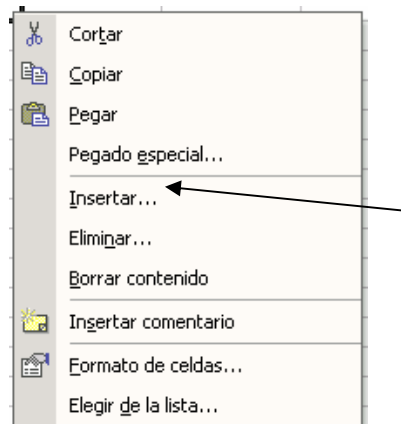 Cortar
Copiar
Pegar
Pegado especial...
Insertar...
Eliminar...
Borrar contenido
Insertar comentario
Formato de celdas...
Elegir de la lista...